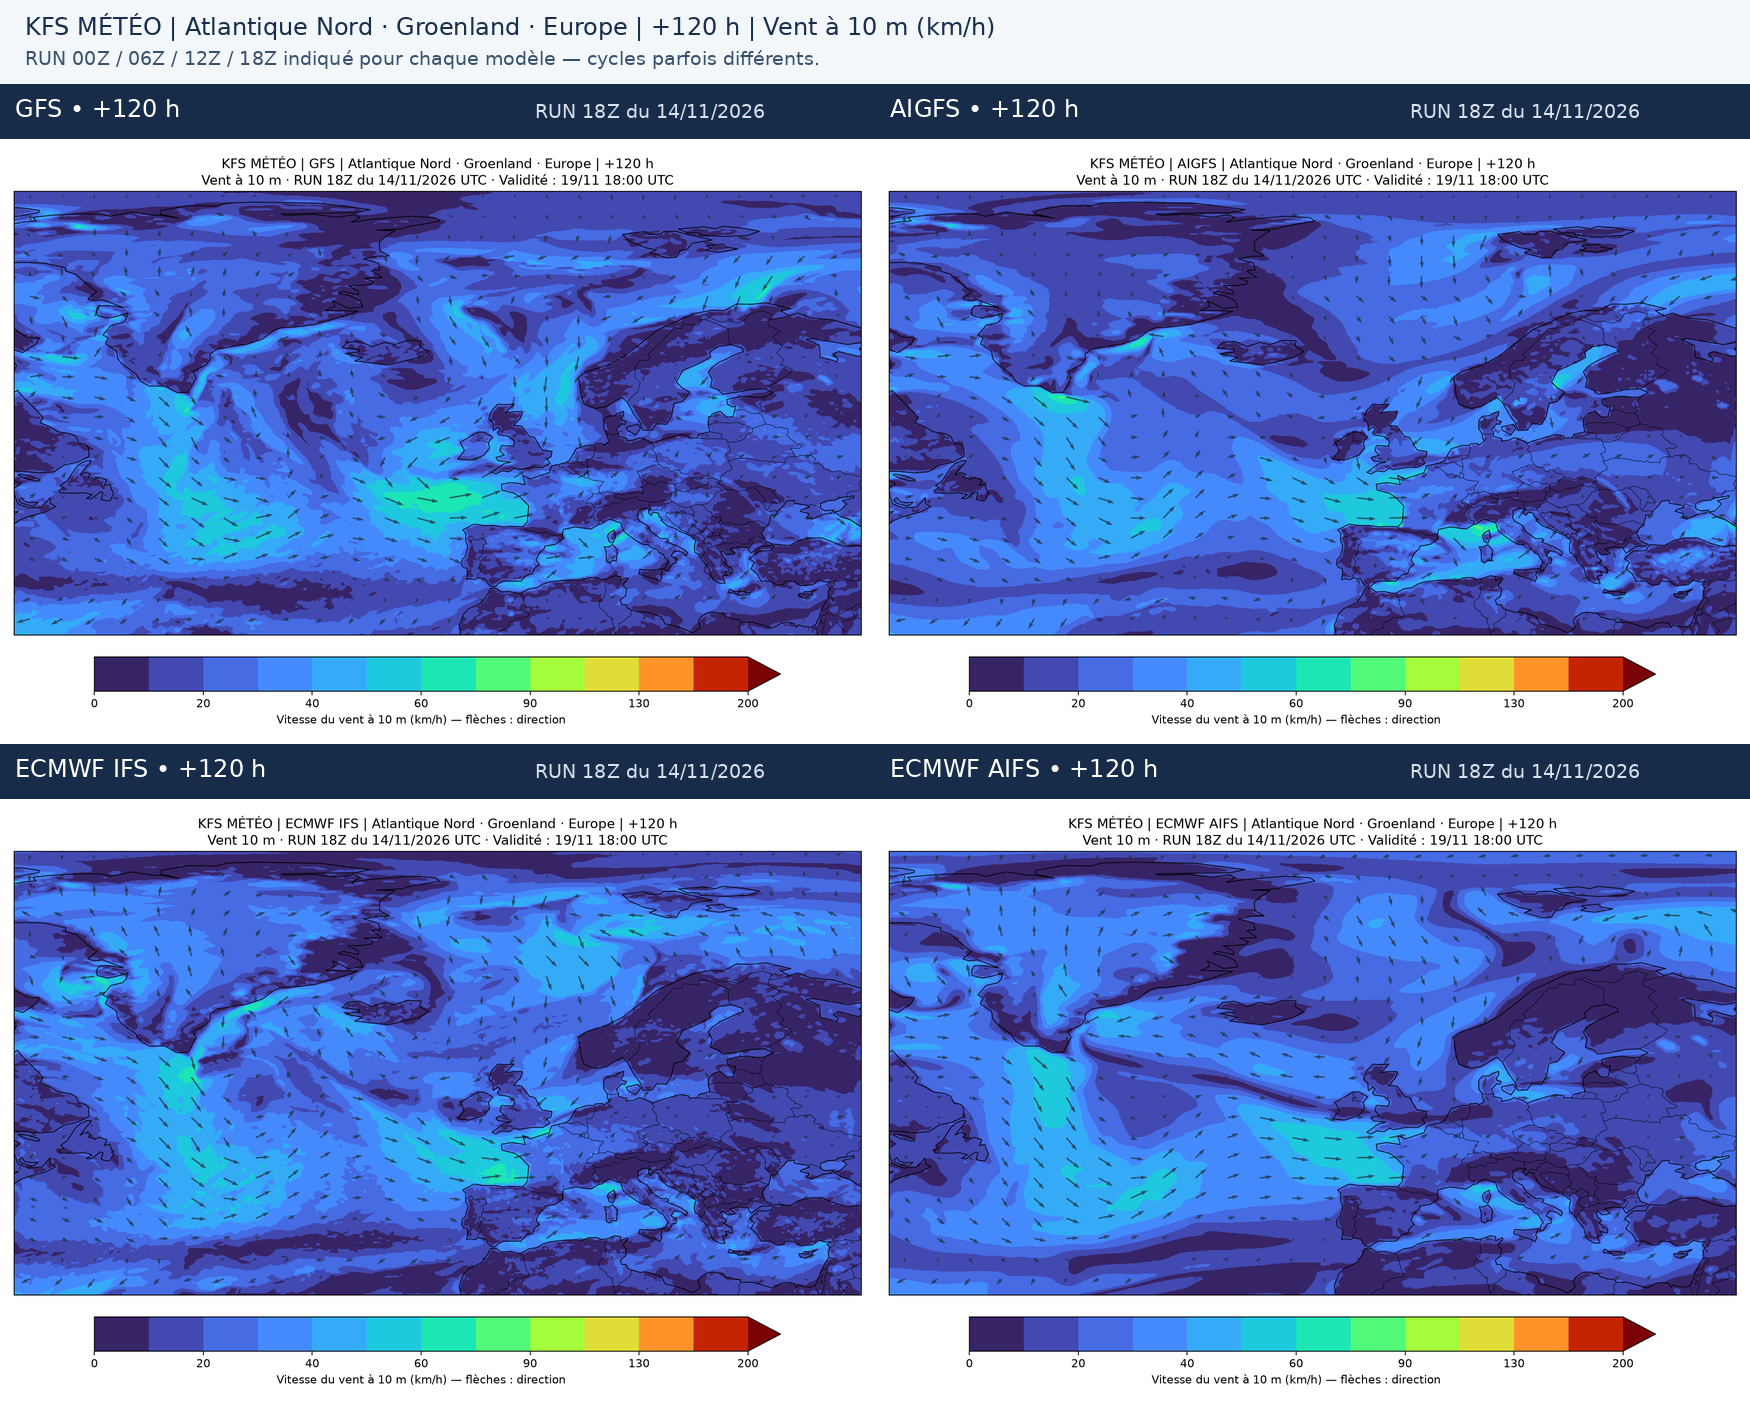 KFS MÉTÉO | Atlantique Nord · Groenland · Europe | +120 h | Vent à 10 m (km/h)
RUN 00Z / 06Z / 12Z / 18Z indiqué pour chaque modèle — cycles parfois différents.
GFS • +120 h
RUN 18Z du 14/11/2026
KFS MÉTÉO | GFS | Atlantique Nord · Groenland · Europe | +120 h
Vent à 10 m · RUN 18Z du 14/11/2026 UTC · Validité : 19/11 18:00 UTC
0 20 40 60 90 130 200
Vitesse du vent à 10 m (km/h) — flèches : direction
AIGFS • +120 h
RUN 18Z du 14/11/2026
KFS MÉTÉO | AIGFS | Atlantique Nord · Groenland · Europe | +120 h
Vent à 10 m · RUN 18Z du 14/11/2026 UTC · Validité : 19/11 18:00 UTC
0 20 40 60 90 130 200
Vitesse du vent à 10 m (km/h) — flèches : direction
ECMWF IFS • +120 h
RUN 18Z du 14/11/2026
KFS MÉTÉO | ECMWF IFS | Atlantique Nord · Groenland · Europe | +120 h
Vent 10 m · RUN 18Z du 14/11/2026 UTC · Validité : 19/11 18:00 UTC
0 20 40 60 90 130 200
Vitesse du vent à 10 m (km/h) — flèches : direction
ECMWF AIFS • +120 h
RUN 18Z du 14/11/2026
KFS MÉTÉO | ECMWF AIFS | Atlantique Nord · Groenland · Europe | +120 h
Vent 10 m · RUN 18Z du 14/11/2026 UTC · Validité : 19/11 18:00 UTC
0 20 40 60 90 130 200
Vitesse du vent à 10 m (km/h) — flèches : direction